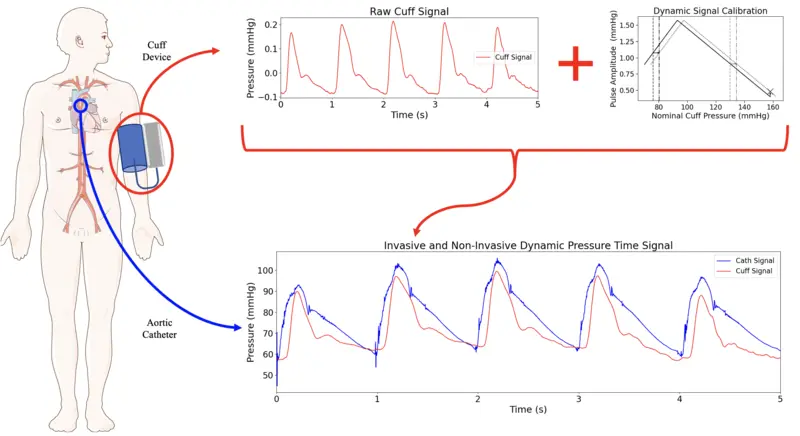 Cuff
Device
Raw Cuff Signal
Pressure (mmHg)
0.2
0.1
0.0
−0.1
Cuff Signal
0 1 2 3 4 5
Time (s)
Dynamic Signal Calibration
Pulse Amplitude (mmHg)
1.50
1.25
1.00
0.75
0.50
80 100 120 140 160
Nominal Cuff Pressure (mmHg)
Aortic
Catheter
Invasive and Non-Invasive Dynamic Pressure Time Signal
Pressure (mmHg)
100
90
80
70
60
50
Cath Signal
Cuff Signal
0 1 2 3 4 5
Time (s)